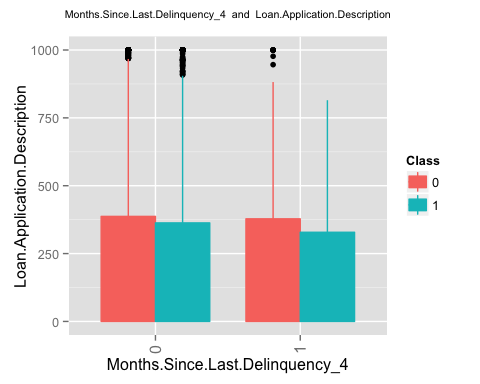 Months.Since.Last.Delinquency_4 and Loan.Application.Description
1000
750
500
250
0
Loan.Application.Description
0
1
Months.Since.Last.Delinquency_4
Class
0
1